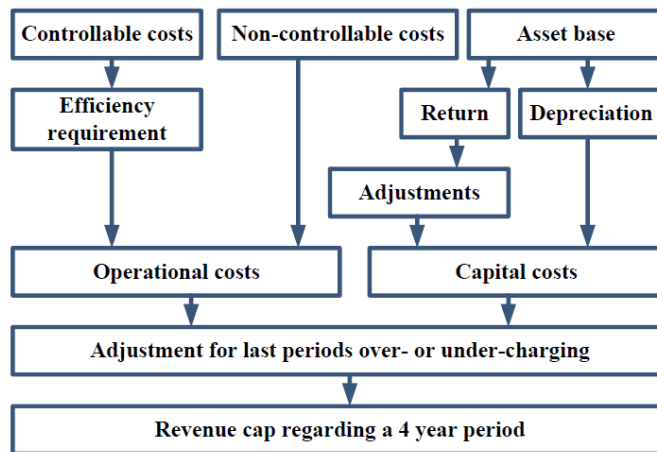 Controllable costs
Non-controllable costs
Asset base
Efficiency
requirement
Return
Depreciation
Adjustments
Operational costs
Capital costs
Adjustment for last periods over- or under-charging
Revenue cap regarding a 4 year period